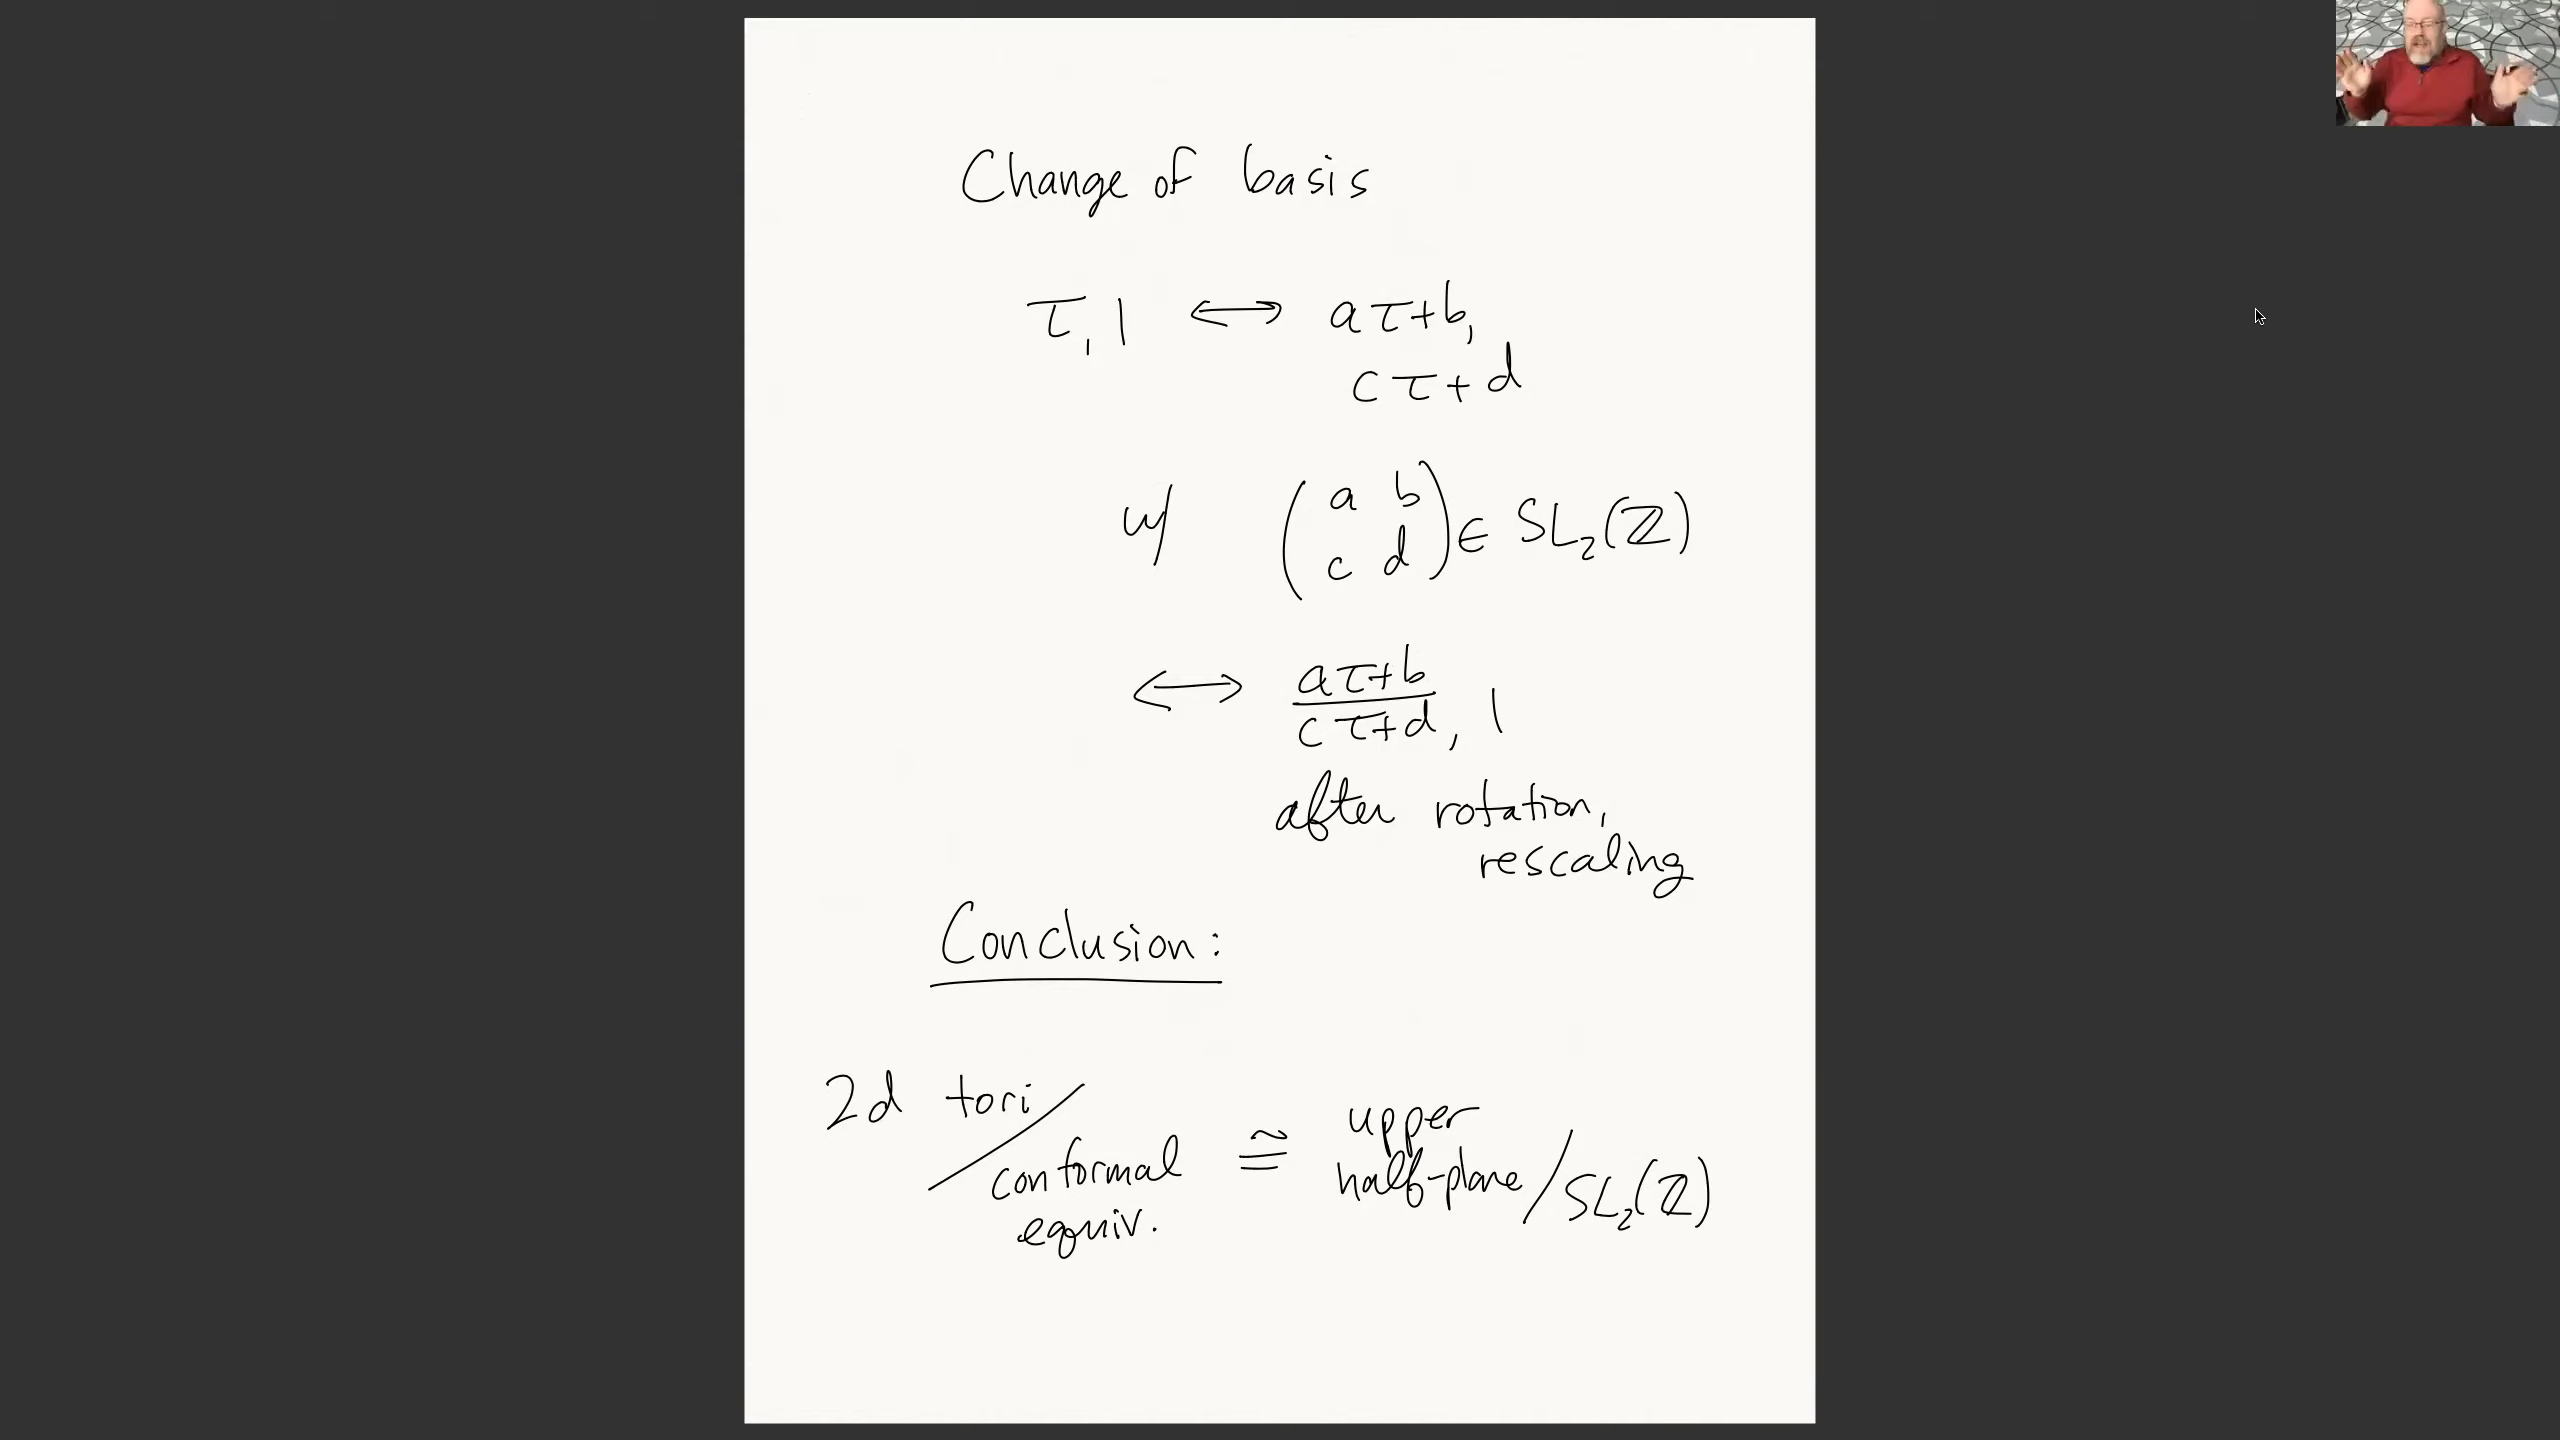 Change of basis
τ, 1 ⟷ aτ+b,
cτ+d
w/ (a b
c d) ∈ SL₂(ℤ)
⟷ aτ+b
cτ+d, 1
after rotation,
rescaling
Conclusion:
2d tori /
conformal
equiv.
≅
upper
half-plane / SL₂(ℤ)